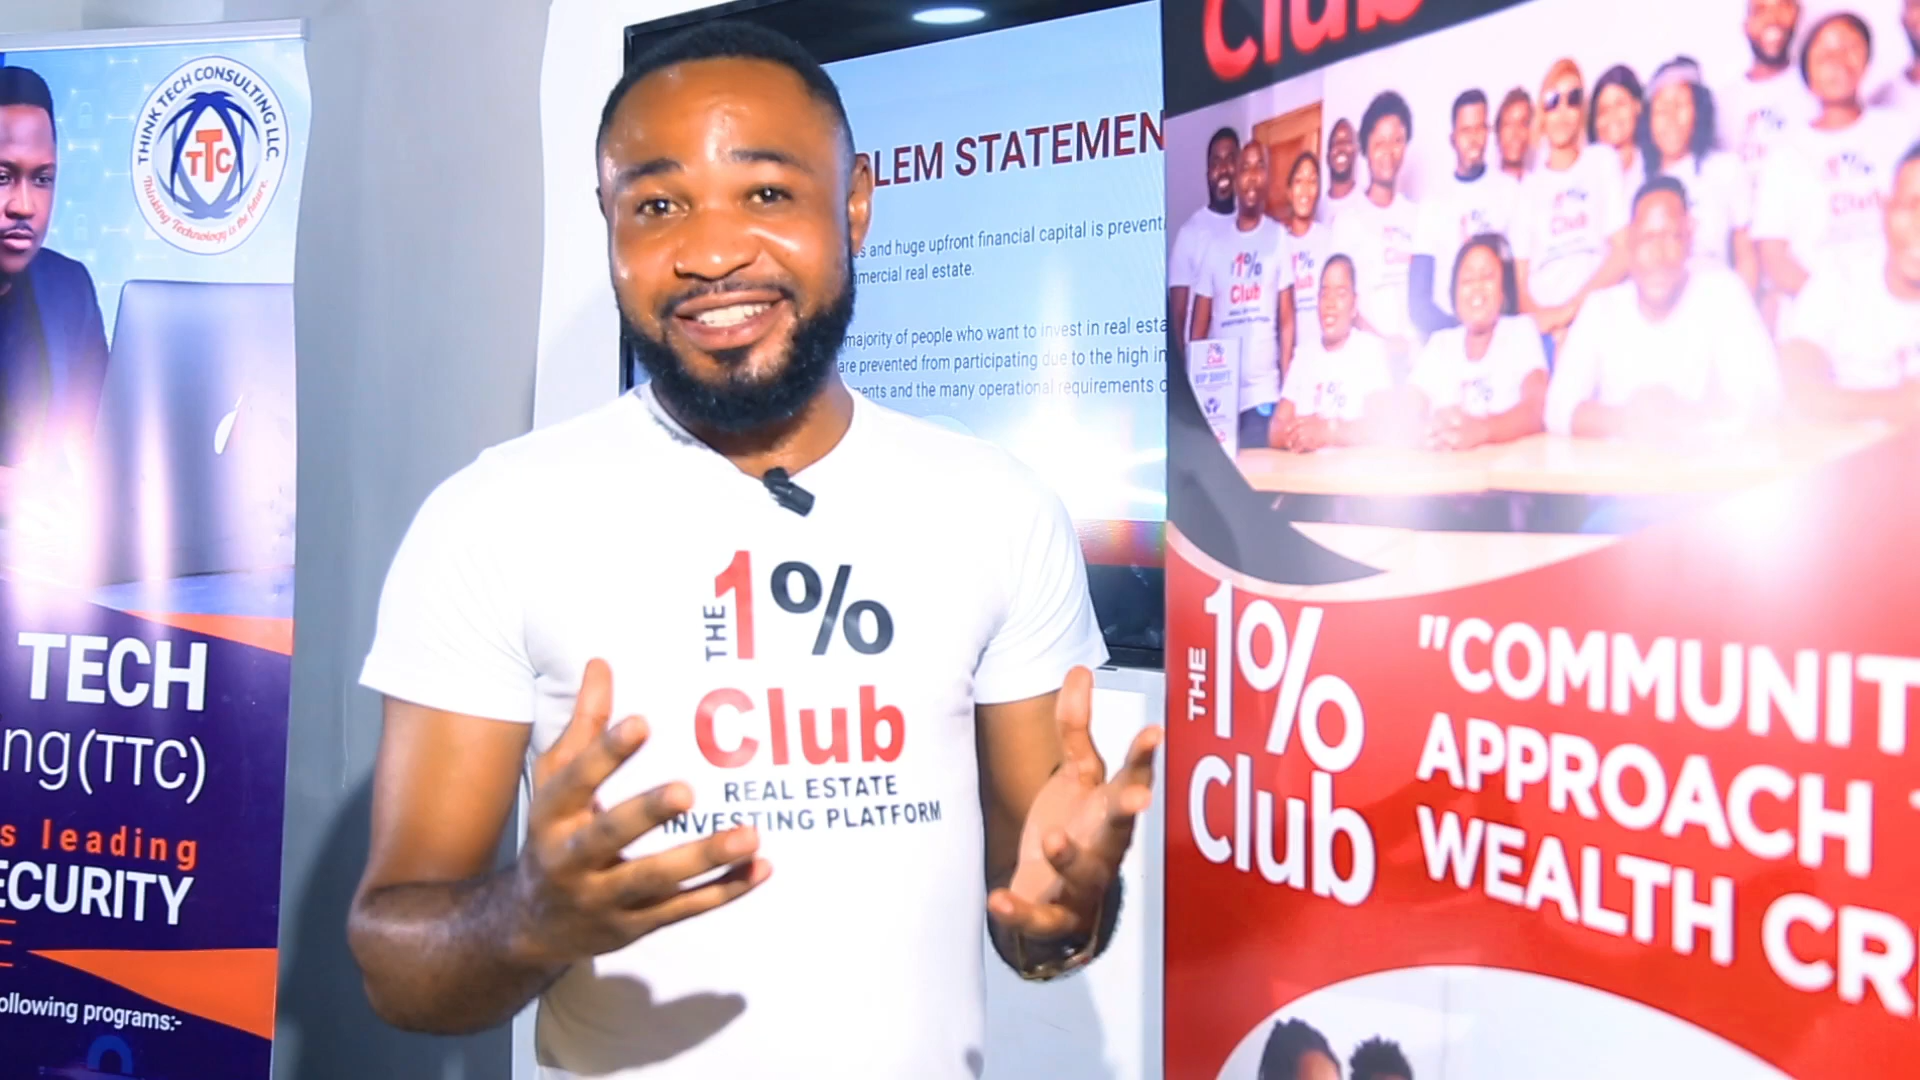 THINK TECH CONSULTING LLC.
TTC
Thinking Technology is the future.
TECH
ng(TTC)
s leading
ECURITY
ollowing programs:-
LEM STATEMEN
s and huge upfront financial capital is prevent
mercial real estate.
majority of people who want to invest in real esta
are prevented from participating due to the high in
ents and the many operational requirements o
THE 1%
Club
REAL ESTATE
INVESTING PLATFORM
Club
1%
Club
THE 1%
Club
"COMMUNIT
APPROACH
WEALTH CR